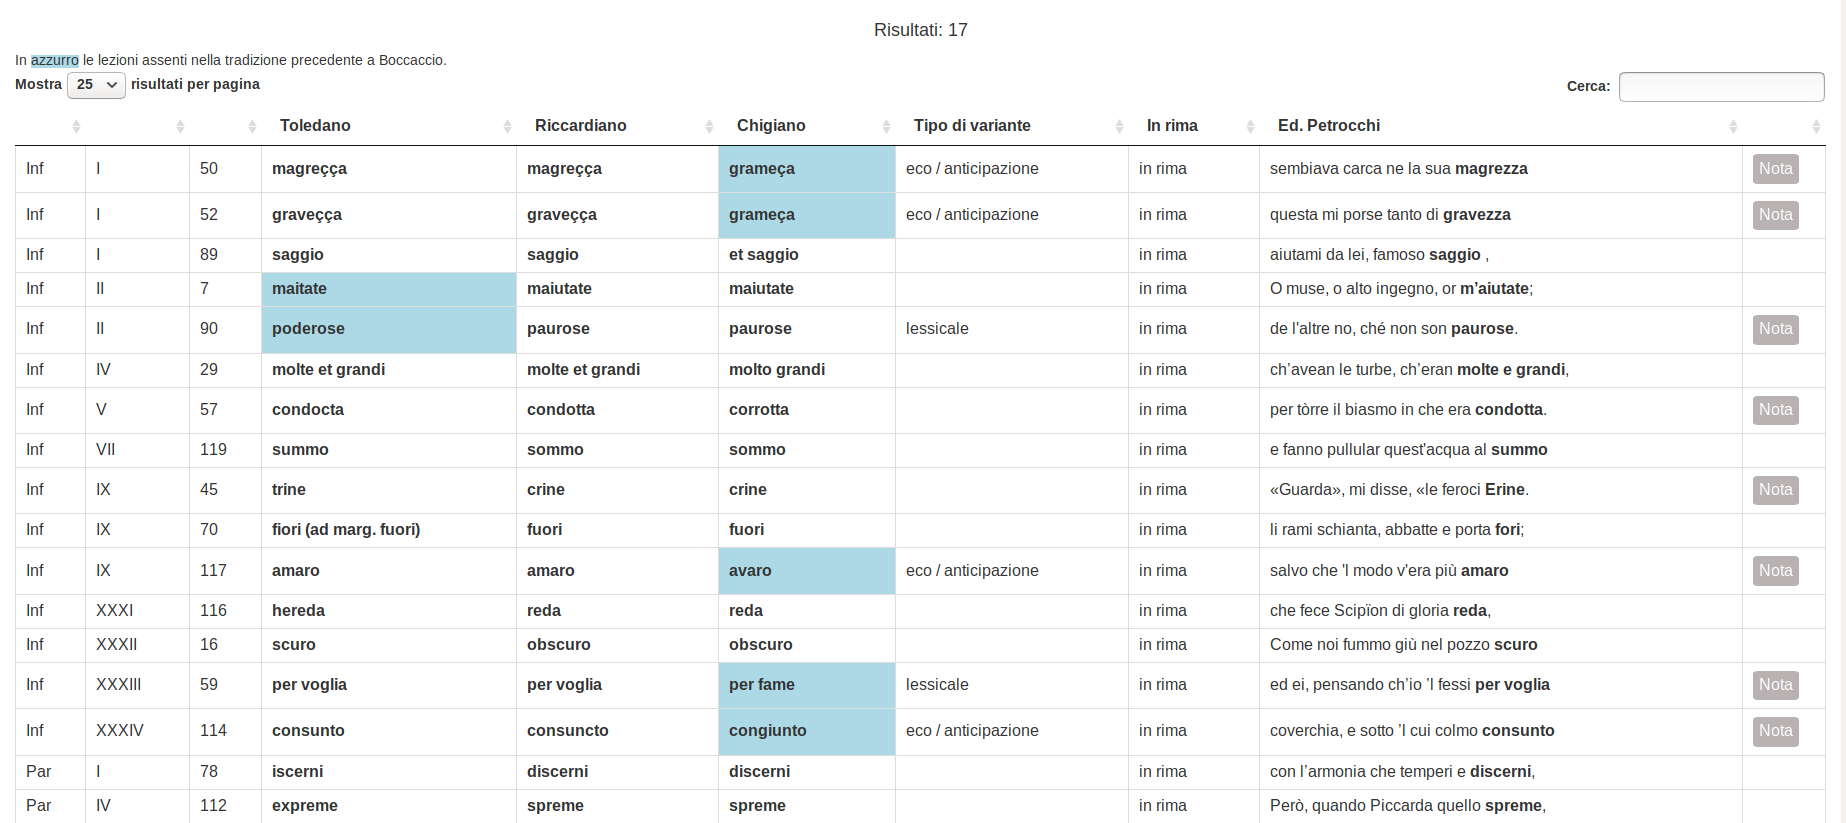 Risultati: 17
In azzurro le lezioni assenti nella tradizione precedente a Boccaccio.
Mostra 25 risultati per pagina
Cerca:
Toledano Riccardiano Chigiano Tipo di variante In rima Ed. Petrocchi
Inf I 50 magreçça magreçça grameça eco / anticipazione in rima sembiava carca ne la sua magrezza Nota
Inf I 52 graveçça graveçça grameça eco / anticipazione in rima questa mi porse tanto di gravezza Nota
Inf I 89 saggio saggio et saggio in rima aiutami da lei, famoso saggio ,
Inf II 7 maitate maiutate maiutate in rima O muse, o alto ingegno, or m’aiutate;
Inf II 90 poderose paurose paurose lessicale in rima de l'altre no, ché non son paurose. Nota
Inf IV 29 molte et grandi molte et grandi molto grandi in rima ch’avean le turbe, ch’eran molte e grandi,
Inf V 57 condocta condotta corrotta in rima per tòrre il biasmo in che era condotta. Nota
Inf VII 119 summo sommo sommo in rima e fanno pullular quest'acqua al summo
Inf IX 45 trine crine crine in rima «Guarda», mi disse, «le feroci Erine. Nota
Inf IX 70 fiori (ad marg. fuori) fuori fuori in rima li rami schianta, abbatte e porta fori;
Inf IX 117 amaro amaro avaro eco / anticipazione in rima salvo che 'l modo v'era più amaro Nota
Inf XXXI 116 hereda reda reda in rima che fece Scipïon di gloria reda,
Inf XXXII 16 scuro obscuro obscuro in rima Come noi fummo giù nel pozzo scuro
Inf XXXIII 59 per voglia per voglia per fame lessicale in rima ed ei, pensando ch’io ’l fessi per voglia Nota
Inf XXXIV 114 consunto consuncto congiunto eco / anticipazione in rima coverchia, e sotto ’l cui colmo consunto Nota
Par I 78 iscerni discerni discerni in rima con l’armonia che temperi e discerni,
Par IV 112 expreme spreme spreme in rima Però, quando Piccarda quello spreme,